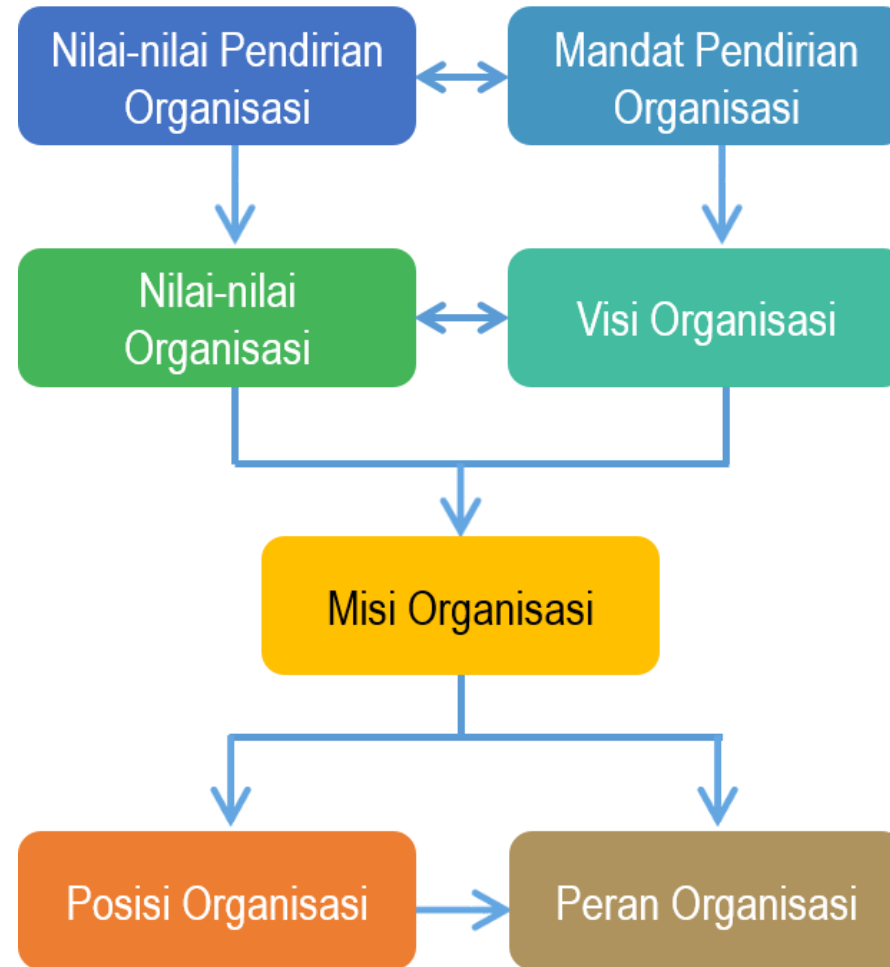 Nilai-nilai Pendirian
Organisasi
Mandat Pendirian
Organisasi
Nilai-nilai
Organisasi
Visi Organisasi
Misi Organisasi
Posisi Organisasi
Peran Organisasi